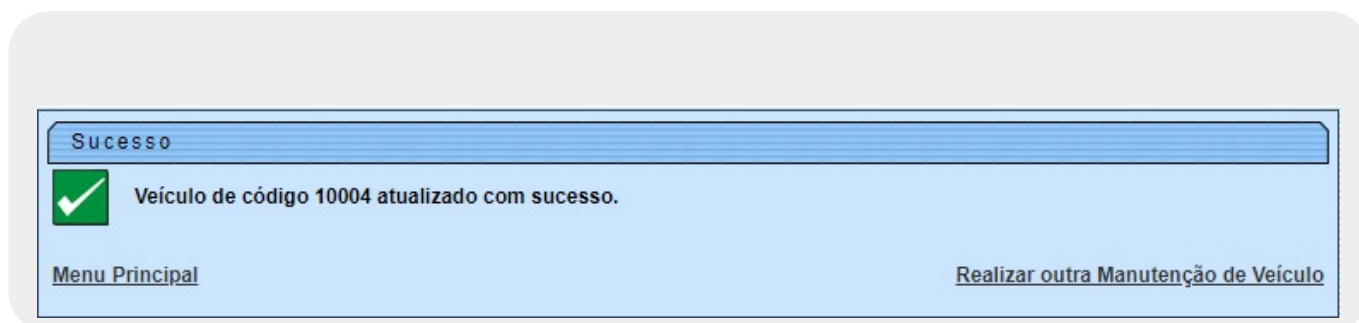 Sucesso
Veículo de código 10004 atualizado com sucesso.
Menu Principal
Realizar outra Manutenção de Veículo